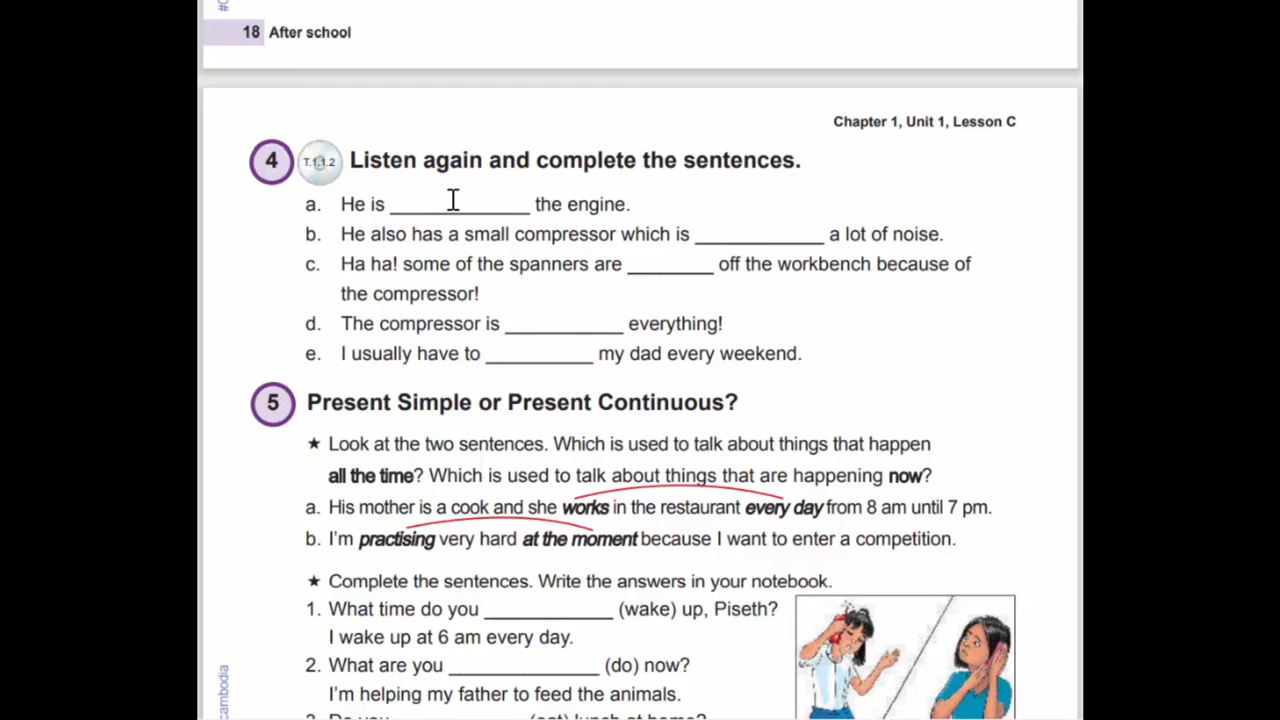 18 After school
Chapter 1, Unit 1, Lesson C
4 T.1.1.2 Listen again and complete the sentences.
a. He is ____________ the engine.
b. He also has a small compressor which is ___________ a lot of noise.
c. Ha ha! some of the spanners are ________ off the workbench because of
the compressor!
d. The compressor is __________ everything!
e. I usually have to _________ my dad every weekend.
5 Present Simple or Present Continuous?
★ Look at the two sentences. Which is used to talk about things that happen
all the time? Which is used to talk about things that are happening now?
a. His mother is a cook and she works in the restaurant every day from 8 am until 7 pm.
b. I'm practising very hard at the moment because I want to enter a competition.
★ Complete the sentences. Write the answers in your notebook.
1. What time do you ___________ (wake) up, Piseth?
I wake up at 6 am every day.
2. What are you _____________ (do) now?
I'm helping my father to feed the animals.
cambodia